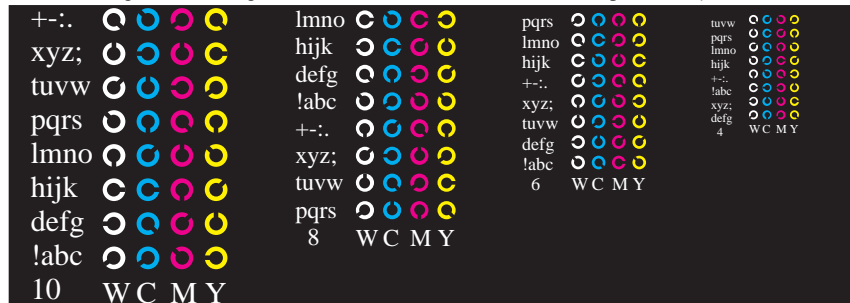 +-:.
xyz;
tuvw
pqrs
lmno
hijk
defg
!abc
10 W C M Y
lmno
hijk
defg
!abc
+-:.
xyz;
tuvw
pqrs
8 W C M Y
pqrs
lmno
hijk
+-:.
xyz;
tuvw
defg
!abc
6 W C M Y
tuvw
pqrs
lmno
hijk
+-:.
!abc
xyz;
defg
4 W C M Y